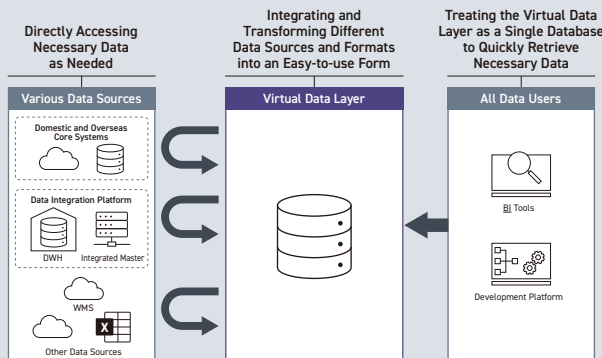 Directly Accessing
Necessary Data
as Needed
Integrating and
Transforming Different
Data Sources and Formats
into an Easy-to-use Form
Treating the Virtual Data
Layer as a Single Database
to Quickly Retrieve
Necessary Data
Various Data Sources
Virtual Data Layer
All Data Users
Domestic and Overseas
Core Systems
Data Integration Platform
DWH
Integrated Master
WMS
X
Other Data Sources
BI Tools
Development Platform